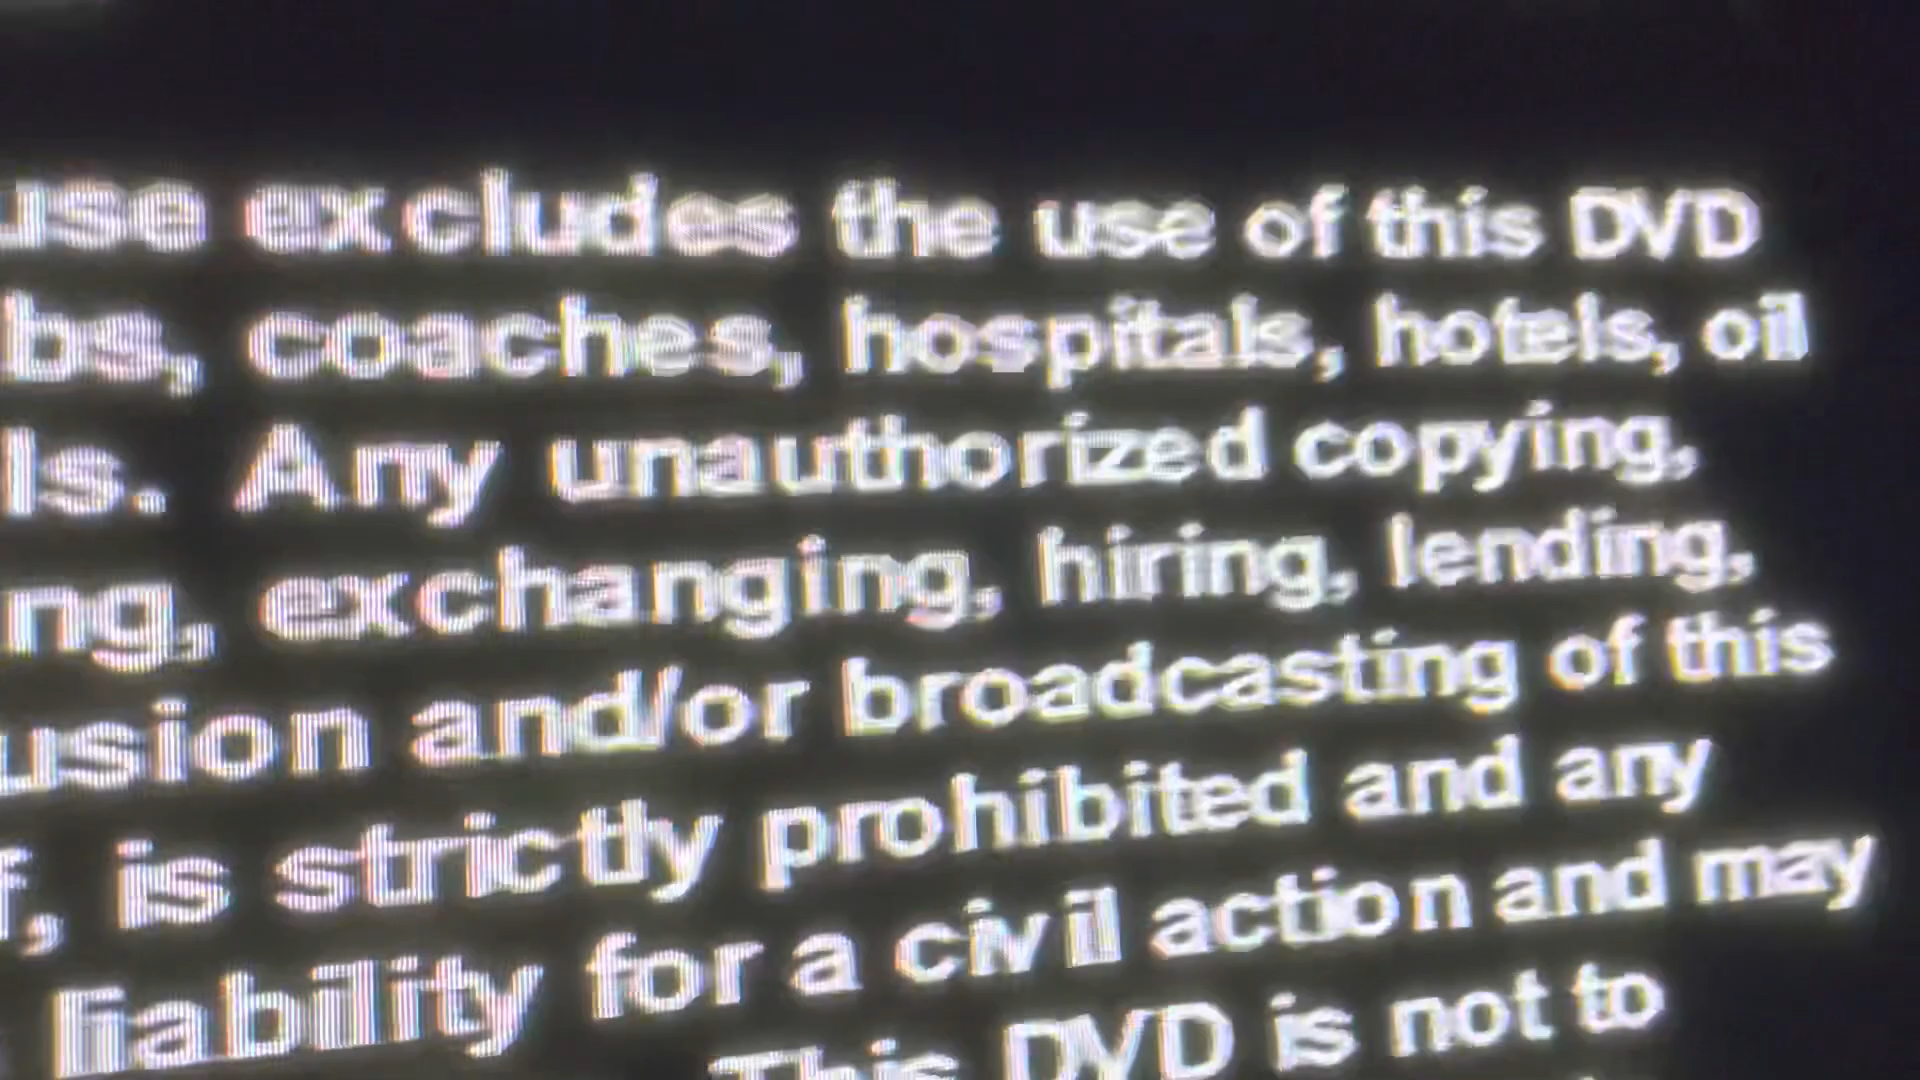 use excludes the use of this DVD
bs, coaches, hospitals, hotels, oil
ls. Any unauthorized copying,
ng, exchanging, hiring, lending,
usion and/or broadcasting of this
f, is strictly prohibited and any
liability for a civil action and may
This DVD is not to